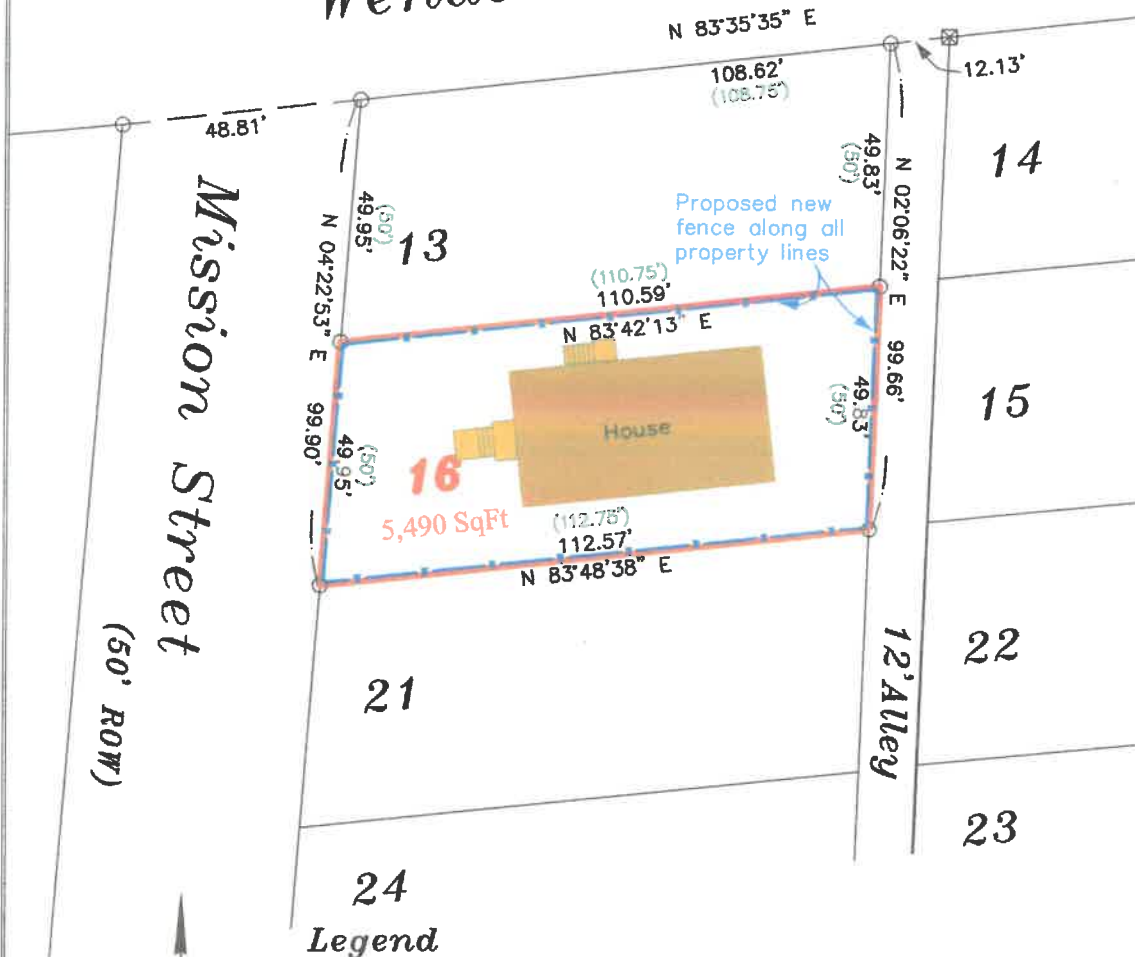 N 83°35'35" E
108.62'
(108.75')
12.13'
48.81'
Mission Street
(50' ROW)
N 04°22'53" E
99.90'
49.95'
(50')
13
49.83'
(50')
N 02°06'22" E
99.66'
14
Proposed new
fence along all
property lines
(110.75')
110.59'
N 83°42'13" E
15
House
49.83'
(50')
49.95'
(50')
16
5,490 SqFt
(112.75')
112.57'
N 83°48'38" E
21
12' Alley
22
23
24
Legend